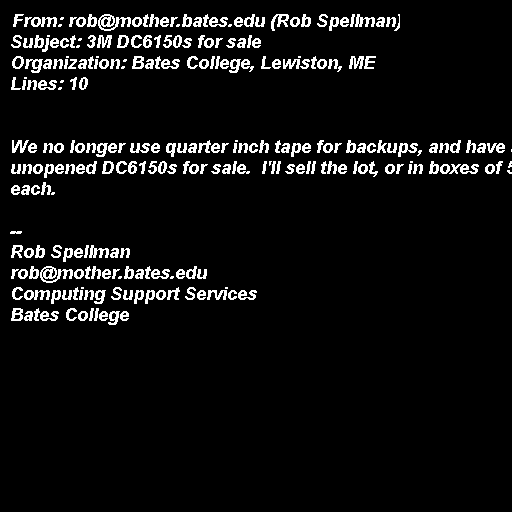 From: rob@mother.bates.edu (Rob Spellman)
Subject: 3M DC6150s for sale
Organization: Bates College, Lewiston, ME
Lines: 10
We no longer use quarter inch tape for backups, and have
unopened DC6150s for sale. I'll sell the lot, or in boxes of 5
each.
--
Rob Spellman
rob@mother.bates.edu
Computing Support Services
Bates College